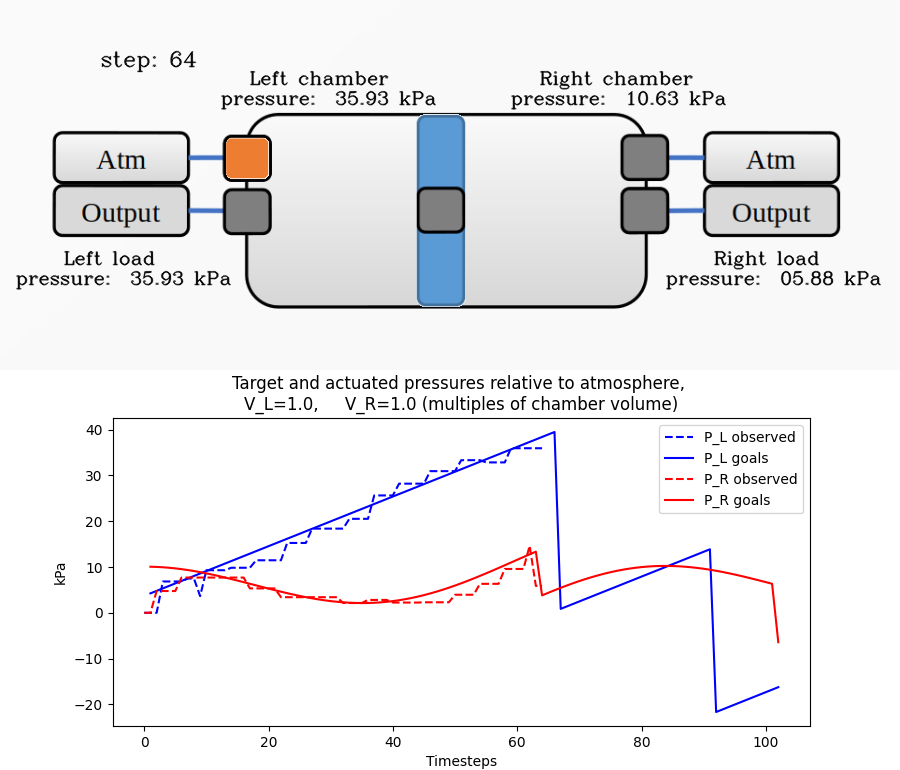 step: 64
Left chamber
pressure: 35.93 kPa
Right chamber
pressure: 10.63 kPa
Atm
Output
Atm
Output
Left load
pressure: 35.93 kPa
Right load
pressure: 05.88 kPa
Target and actuated pressures relative to atmosphere,
V_L=1.0, V_R=1.0 (multiples of chamber volume)
P_L observed
P_L goals
P_R observed
P_R goals
kPa
40
30
20
10
0
−10
−20
0 20 40 60 80 100
Timesteps